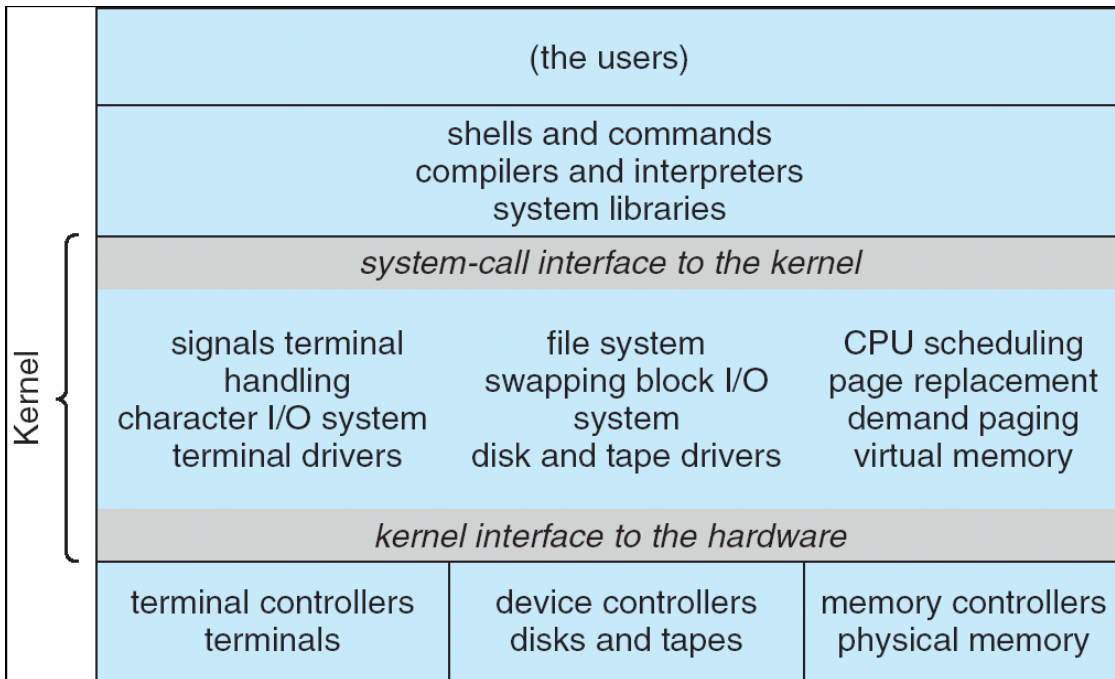 (the users)
shells and commands
compilers and interpreters
system libraries
Kernel
system-call interface to the kernel
signals terminal
handling
character I/O system
terminal drivers
file system
swapping block I/O
system
disk and tape drivers
CPU scheduling
page replacement
demand paging
virtual memory
kernel interface to the hardware
terminal controllers
terminals
device controllers
disks and tapes
memory controllers
physical memory